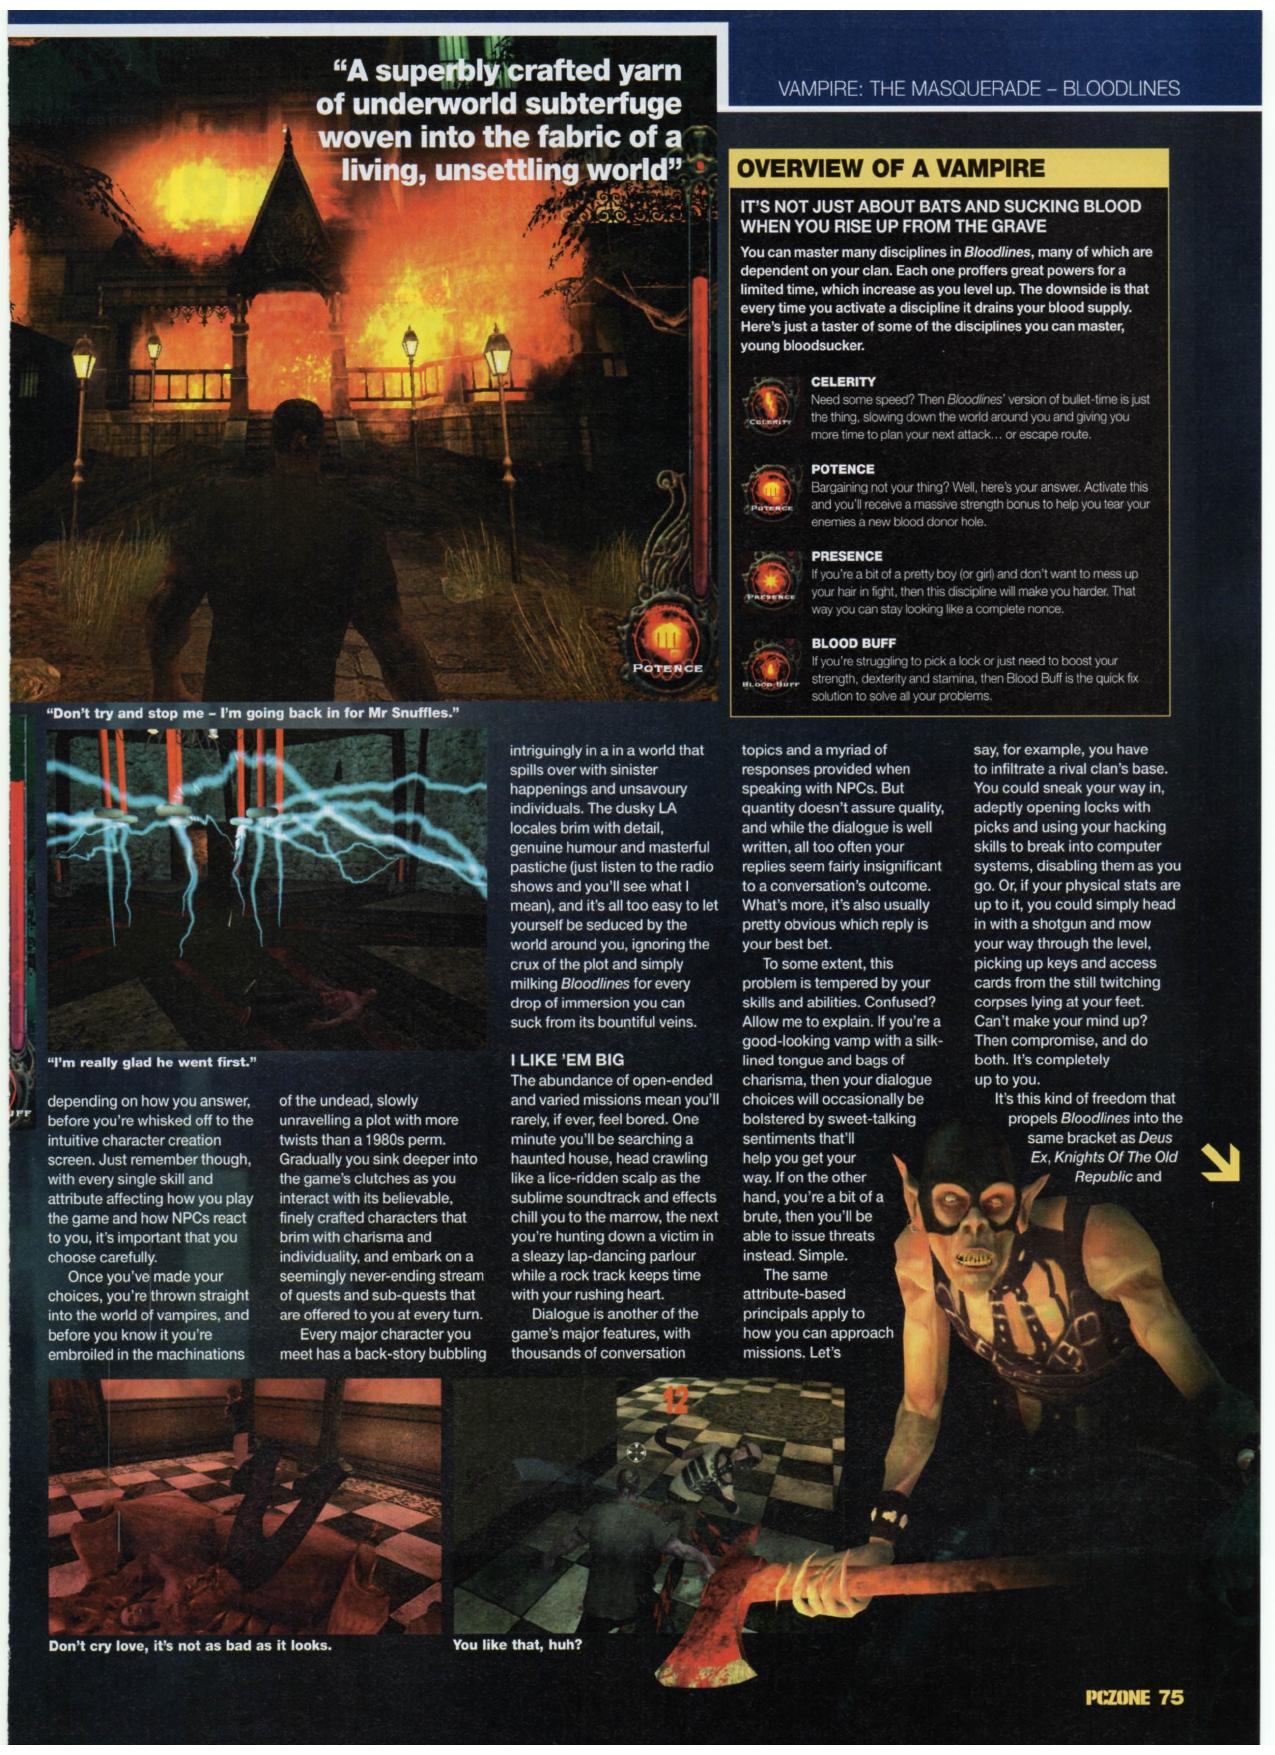 VAMPIRE: THE MASQUERADE – BLOODLINES
“A superbly crafted yarn
of underworld subterfuge
woven into the fabric of a
living, unsettling world”
POTENCE
“Don’t try and stop me – I’m going back in for Mr Snuffles.”
OVERVIEW OF A VAMPIRE
IT’S NOT JUST ABOUT BATS AND SUCKING BLOOD
WHEN YOU RISE UP FROM THE GRAVE
You can master many disciplines in Bloodlines, many of which are
dependent on your clan. Each one proffers great powers for a
limited time, which increase as you level up. The downside is that
every time you activate a discipline it drains your blood supply.
Here’s just a taster of some of the disciplines you can master,
young bloodsucker.
CELERITY
CELERITY
Need some speed? Then Bloodlines’ version of bullet-time is just
the thing, slowing down the world around you and giving you
more time to plan your next attack... or escape route.
POTENCE
POTENCE
Bargaining not your thing? Well, here’s your answer. Activate this
and you’ll receive a massive strength bonus to help you tear your
enemies a new blood donor hole.
PRESENCE
PRESENCE
If you’re a bit of a pretty boy (or girl) and don’t want to mess up
your hair in fight, then this discipline will make you harder. That
way you can stay looking like a complete nonce.
BLOOD BUFF
BLOOD BUFF
If you’re struggling to pick a lock or just need to boost your
strength, dexterity and stamina, then Blood Buff is the quick fix
solution to solve all your problems.
UFF
“I’m really glad he went first.”
depending on how you answer,
before you’re whisked off to the
intuitive character creation
screen. Just remember though,
with every single skill and
attribute affecting how you play
the game and how NPCs react
to you, it’s important that you
choose carefully.
Once you’ve made your
choices, you’re thrown straight
into the world of vampires, and
before you know it you’re
embroiled in the machinations
of the undead, slowly
unravelling a plot with more
twists than a 1980s perm.
Gradually you sink deeper into
the game’s clutches as you
interact with its believable,
finely crafted characters that
brim with charisma and
individuality, and embark on a
seemingly never-ending stream
of quests and sub-quests that
are offered to you at every turn.
Every major character you
meet has a back-story bubbling
intriguingly in a in a world that
spills over with sinister
happenings and unsavoury
individuals. The dusky LA
locales brim with detail,
genuine humour and masterful
pastiche (just listen to the radio
shows and you’ll see what I
mean), and it’s all too easy to let
yourself be seduced by the
world around you, ignoring the
crux of the plot and simply
milking Bloodlines for every
drop of immersion you can
suck from its bountiful veins.
I LIKE ’EM BIG
The abundance of open-ended
and varied missions mean you’ll
rarely, if ever, feel bored. One
minute you’ll be searching a
haunted house, head crawling
like a lice-ridden scalp as the
sublime soundtrack and effects
chill you to the marrow, the next
you’re hunting down a victim in
a sleazy lap-dancing parlour
while a rock track keeps time
with your rushing heart.
Dialogue is another of the
game’s major features, with
thousands of conversation
topics and a myriad of
responses provided when
speaking with NPCs. But
quantity doesn’t assure quality,
and while the dialogue is well
written, all too often your
replies seem fairly insignificant
to a conversation’s outcome.
What’s more, it’s also usually
pretty obvious which reply is
your best bet.
To some extent, this
problem is tempered by your
skills and abilities. Confused?
Allow me to explain. If you’re a
good-looking vamp with a silk-
lined tongue and bags of
charisma, then your dialogue
choices will occasionally be
bolstered by sweet-talking
sentiments that’ll
help you get your
way. If on the other
hand, you’re a bit of a
brute, then you’ll be
able to issue threats
instead. Simple.
The same
attribute-based
principals apply to
how you can approach
missions. Let’s
say, for example, you have
to infiltrate a rival clan’s base.
You could sneak your way in,
adeptly opening locks with
picks and using your hacking
skills to break into computer
systems, disabling them as you
go. Or, if your physical stats are
up to it, you could simply head
in with a shotgun and mow
your way through the level,
picking up keys and access
cards from the still twitching
corpses lying at your feet.
Can’t make your mind up?
Then compromise, and do
both. It’s completely
up to you.
It’s this kind of freedom that
propels Bloodlines into the
same bracket as Deus
Ex, Knights Of The Old
Republic and
12
Don’t cry love, it’s not as bad as it looks.
You like that, huh?
PCZONE 75